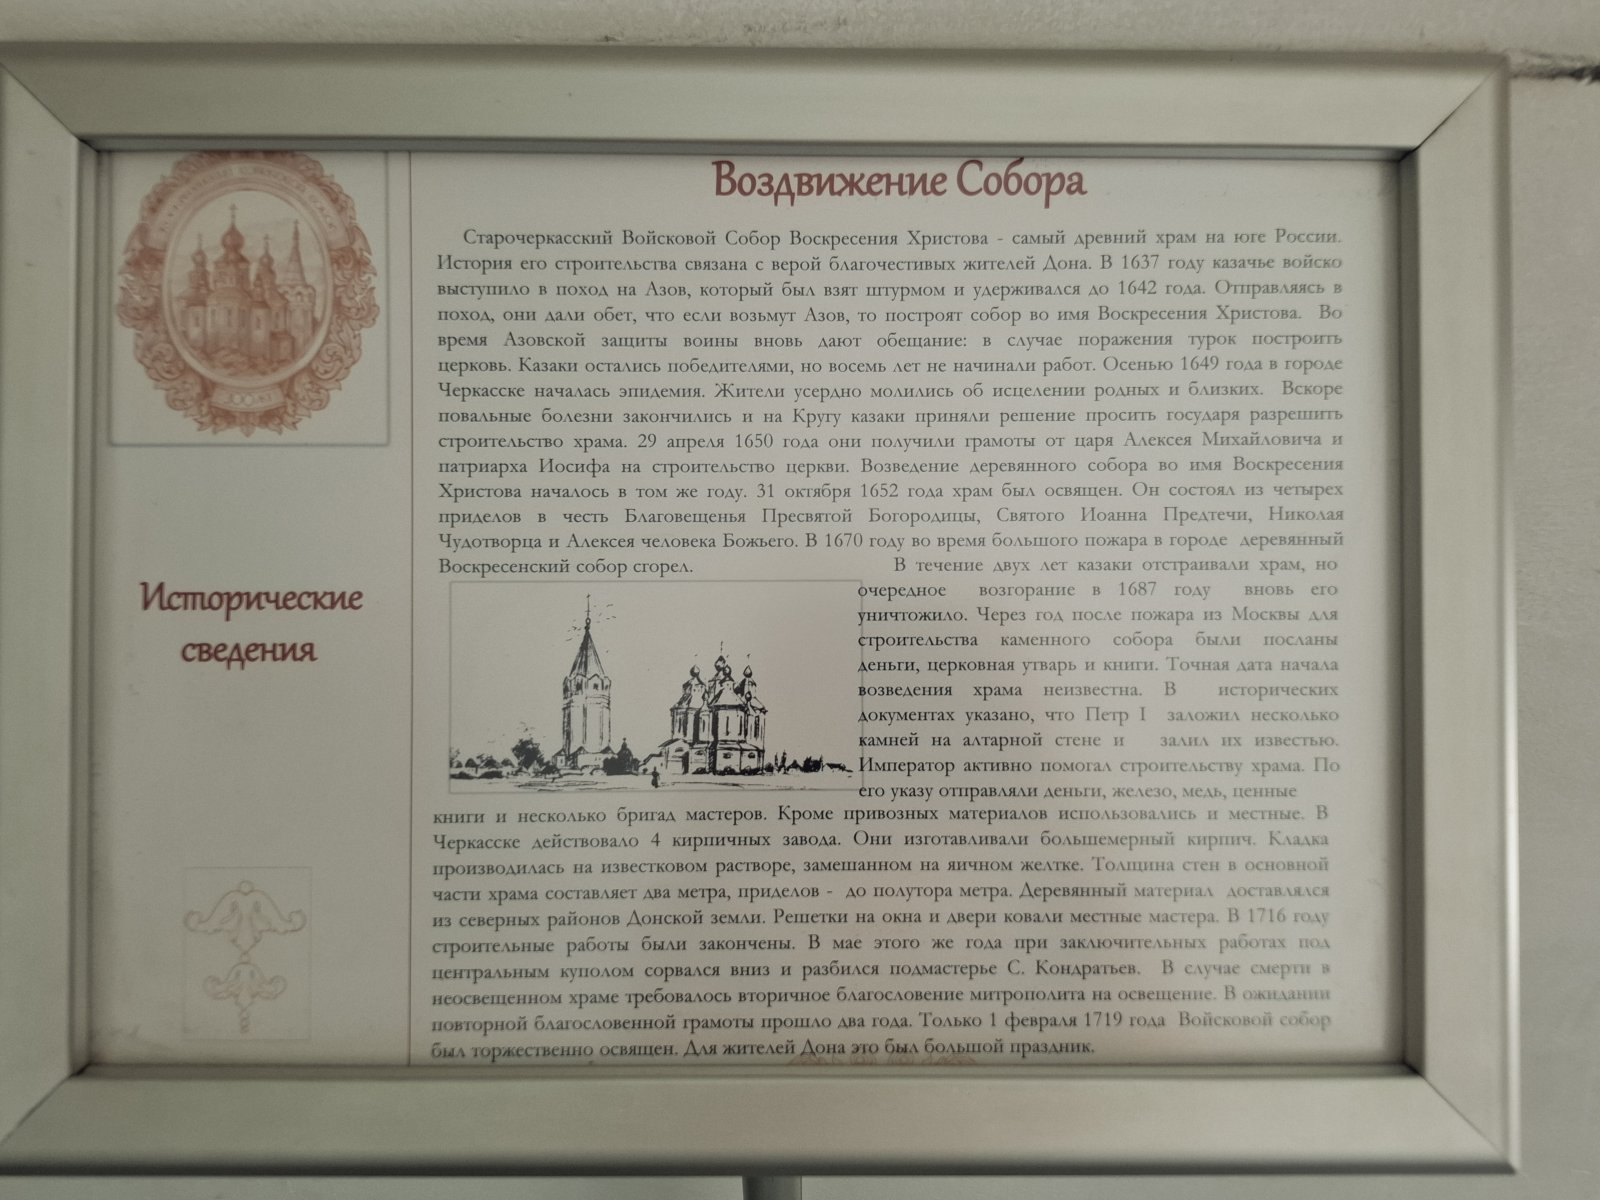 Воздвижение Собора
Старочеркасский Войсковой Собор Воскресения Христова - самый древний храм на юге России.
История его строительства связана с верой благочестивых жителей Дона. В 1637 году казачье войско
выступило в поход на Азов, который был взят штурмом и удерживался до 1642 года. Отправляясь в
поход, они дали обет, что если возьмут Азов, то построят собор во имя Воскресения Христова. Во
время Азовской защиты воины вновь дают обещание: в случае поражения турок построить
церковь. Казаки остались победителями, но восемь лет не начинали работ. Осенью 1649 года в городе
Черкасске началась эпидемия. Жители усердно молились об исцелении родных и близких. Вскоре
повальные болезни закончились и на Кругу казаки приняли решение просить государя разрешить
строительство храма. 29 апреля 1650 года они получили грамоты от царя Алексея Михайловича и
патриарха Иосифа на строительство церкви. Возведение деревянного собора во имя Воскресения
Христова началось в том же году. 31 октября 1652 года храм был освящен. Он состоял из четырех
приделов в честь Благовещенья Пресвятой Богородицы, Святого Иоанна Предтечи, Николая
Чудотворца и Алексея человека Божьего. В 1670 году во время большого пожара в городе деревянный
Воскресенский собор сгорел.
В течение двух лет казаки отстраивали храм, но
очередное возгорание в 1687 году вновь его
уничтожило. Через год после пожара из Москвы для
строительства каменного собора были посланы
деньги, церковная утварь и книги. Точная дата начала
возведения храма неизвестна. В исторических
документах указано, что Петр I заложил несколько
камней на алтарной стене и залил их известью.
Император активно помогал строительству храма. По
его указу отправляли деньги, железо, медь, ценные
книги и несколько бригад мастеров. Кроме привозных материалов использовались и местные. В
Черкасске действовало 4 кирпичных завода. Они изготавливали большемерный кирпич. Кладка
производилась на известковом растворе, замешанном на яичном желтке. Толщина стен в основной
части храма составляет два метра, приделов - до полутора метра. Деревянный материал доставлялся
из северных районов Донской земли. Решетки на окна и двери ковали местные мастера. В 1716 году
строительные работы были закончены. В мае этого же года при заключительных работах под
центральным куполом сорвался вниз и разбился подмастерье С. Кондратьев. В случае смерти в
неосвещенном храме требовалось вторичное благословение митрополита на освещение. В ожидании
повторной благословенной грамоты прошло два года. Только 1 февраля 1719 года Войсковой собор
был торжественно освящен. Для жителей Дона это был большой праздник.
Исторические
сведения